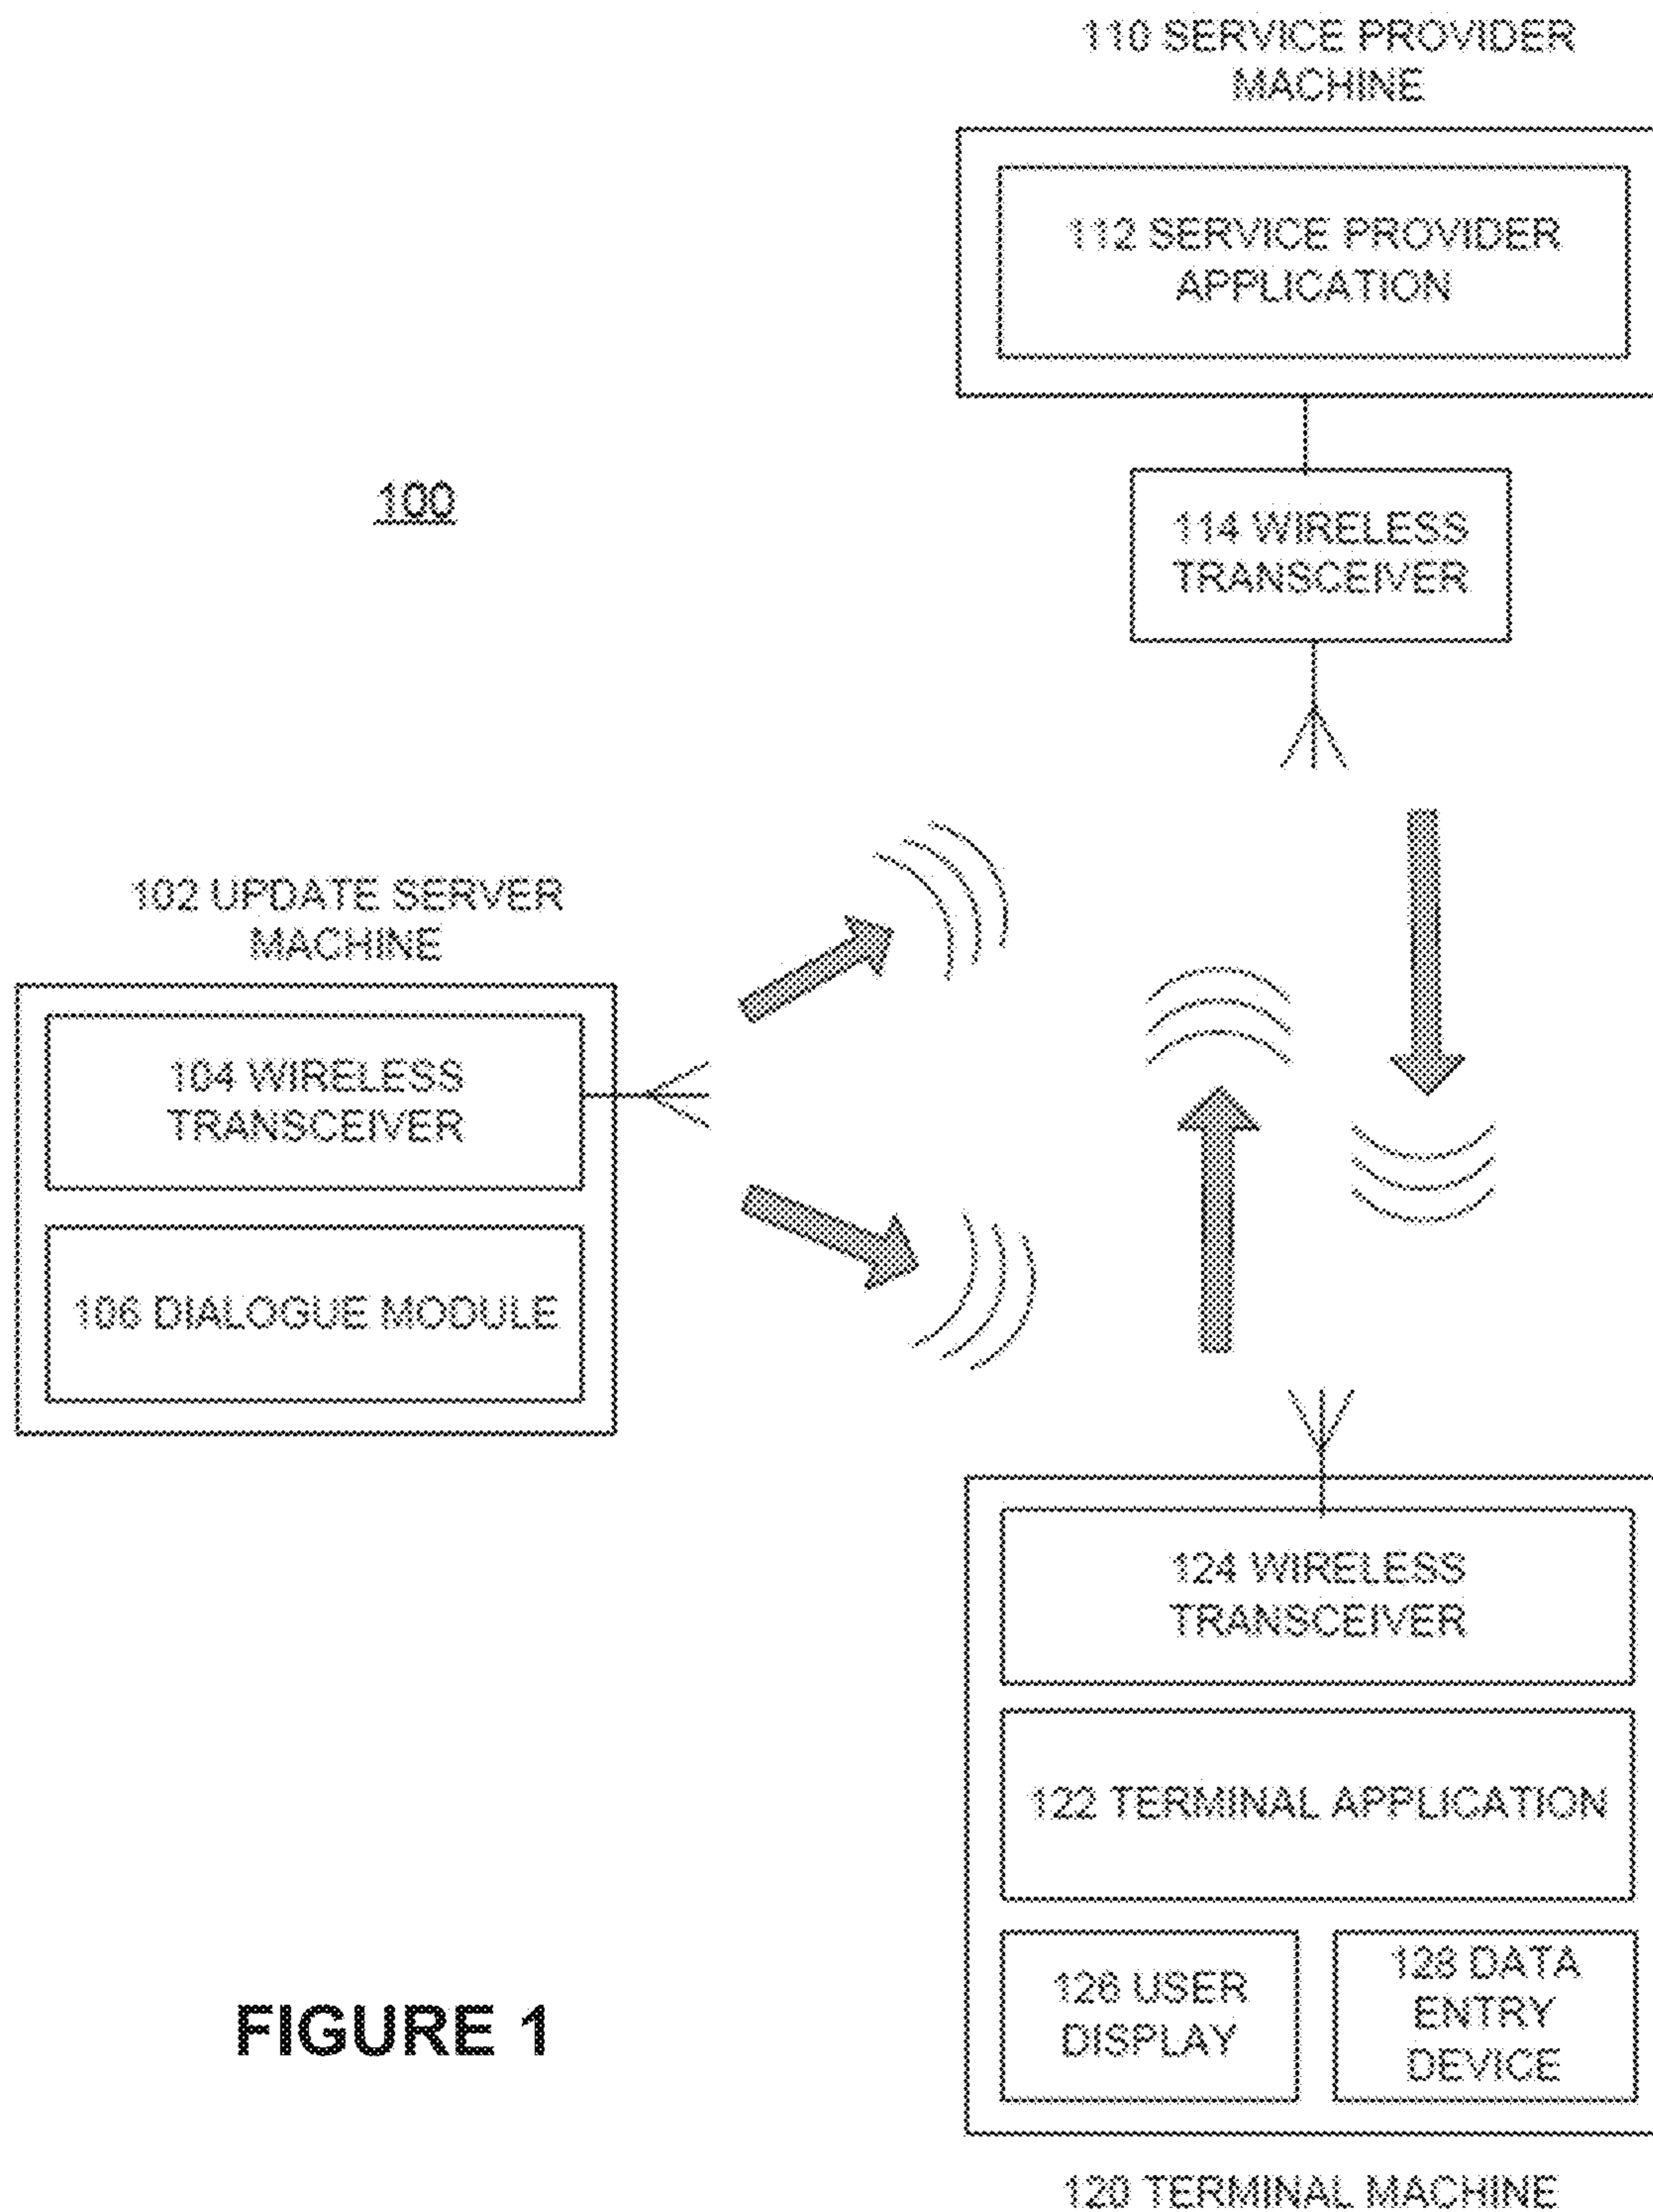 110 SERVICE PROVIDER
MACHINE
112 SERVICE PROVIDER
APPLICATION
100
114 WIRELESS
TRANSCEIVER
102 UPDATE SERVER
MACHINE
104 WIRELESS
TRANSCEIVER
106 DIALOGUE MODULE
124 WIRELESS
TRANSCEIVER
122 TERMINAL APPLICATION
126 USER
DISPLAY
128 DATA
ENTRY
DEVICE
120 TERMINAL MACHINE
FIGURE 1